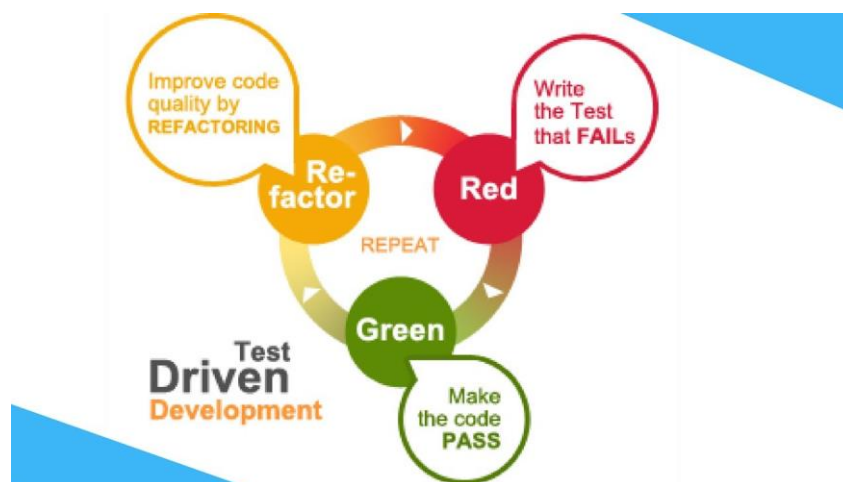 Improve code
quality by
REFACTORING
Write
the Test
that FAILs
Re-
factor
Red
REPEAT
Green
Test
Driven
Development
Make
the code
PASS